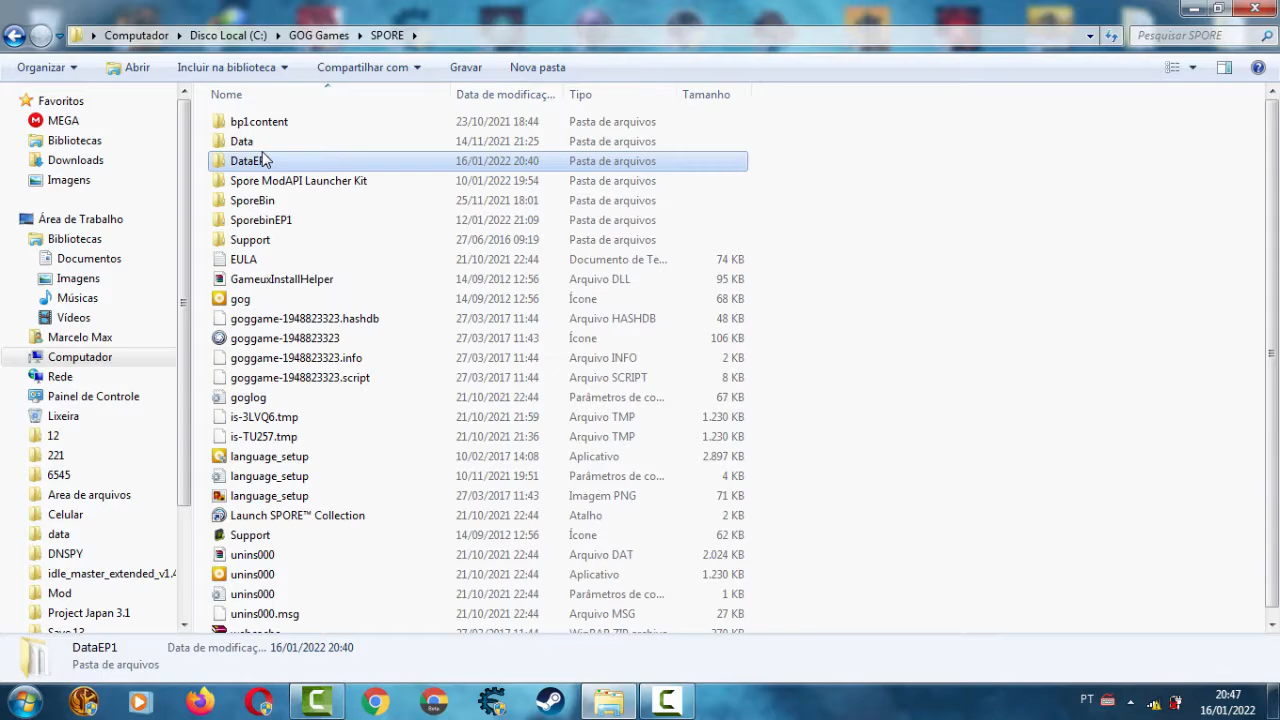 Computador
Disco Local (C:)
GOG Games
SPORE
Pesquisar SPORE
Organizar
Abrir
Incluir na biblioteca
Compartilhar com
Gravar
Nova pasta
Favoritos
MEGA
Bibliotecas
Downloads
Imagens
Área de Trabalho
Bibliotecas
Documentos
Imagens
Músicas
Vídeos
Marcelo Max
Computador
Rede
Painel de Controle
Lixeira
12
221
6545
Area de arquivos
Celular
data
DNSPY
idle_master_extended_v1.4
Mod
Project Japan 3.1
Nome Data de modificaç... Tipo Tamanho
bp1content 23/10/2021 18:44 Pasta de arquivos
Data 14/11/2021 21:25 Pasta de arquivos
DataEP1 16/01/2022 20:40 Pasta de arquivos
Spore ModAPI Launcher Kit 10/01/2022 19:54 Pasta de arquivos
SporeBin 25/11/2021 18:01 Pasta de arquivos
SporebinEP1 12/01/2022 21:09 Pasta de arquivos
Support 27/06/2016 09:19 Pasta de arquivos
EULA 21/10/2021 22:44 Documento de Te... 74 KB
GameuxInstallHelper 14/09/2012 12:56 Arquivo DLL 95 KB
gog 14/09/2012 12:56 Ícone 68 KB
goggame-1948823323.hashdb 27/03/2017 11:44 Arquivo HASHDB 48 KB
goggame-1948823323 27/03/2017 11:43 Ícone 106 KB
goggame-1948823323.info 27/03/2017 11:44 Arquivo INFO 2 KB
goggame-1948823323.script 27/03/2017 11:44 Arquivo SCRIPT 8 KB
goglog 21/10/2021 22:44 Parâmetros de co... 67 KB
is-3LVQ6.tmp 21/10/2021 21:59 Arquivo TMP 1.230 KB
is-TU257.tmp 21/10/2021 21:36 Arquivo TMP 1.230 KB
language_setup 10/02/2017 14:08 Aplicativo 2.897 KB
language_setup 10/11/2021 19:51 Parâmetros de co... 4 KB
language_setup 27/03/2017 11:43 Imagem PNG 71 KB
Launch SPORE™ Collection 21/10/2021 22:44 Atalho 2 KB
Support 14/09/2012 12:56 Ícone 62 KB
unins000 21/10/2021 22:44 Arquivo DAT 2.024 KB
unins000 21/10/2021 22:44 Aplicativo 1.230 KB
unins000 21/10/2021 22:44 Parâmetros de co... 1 KB
unins000.msg 21/10/2021 22:44 Arquivo MSG 27 KB
DataEP1 Data de modificaç... 16/01/2022 20:40
Pasta de arquivos
PT
20:47
16/01/2022